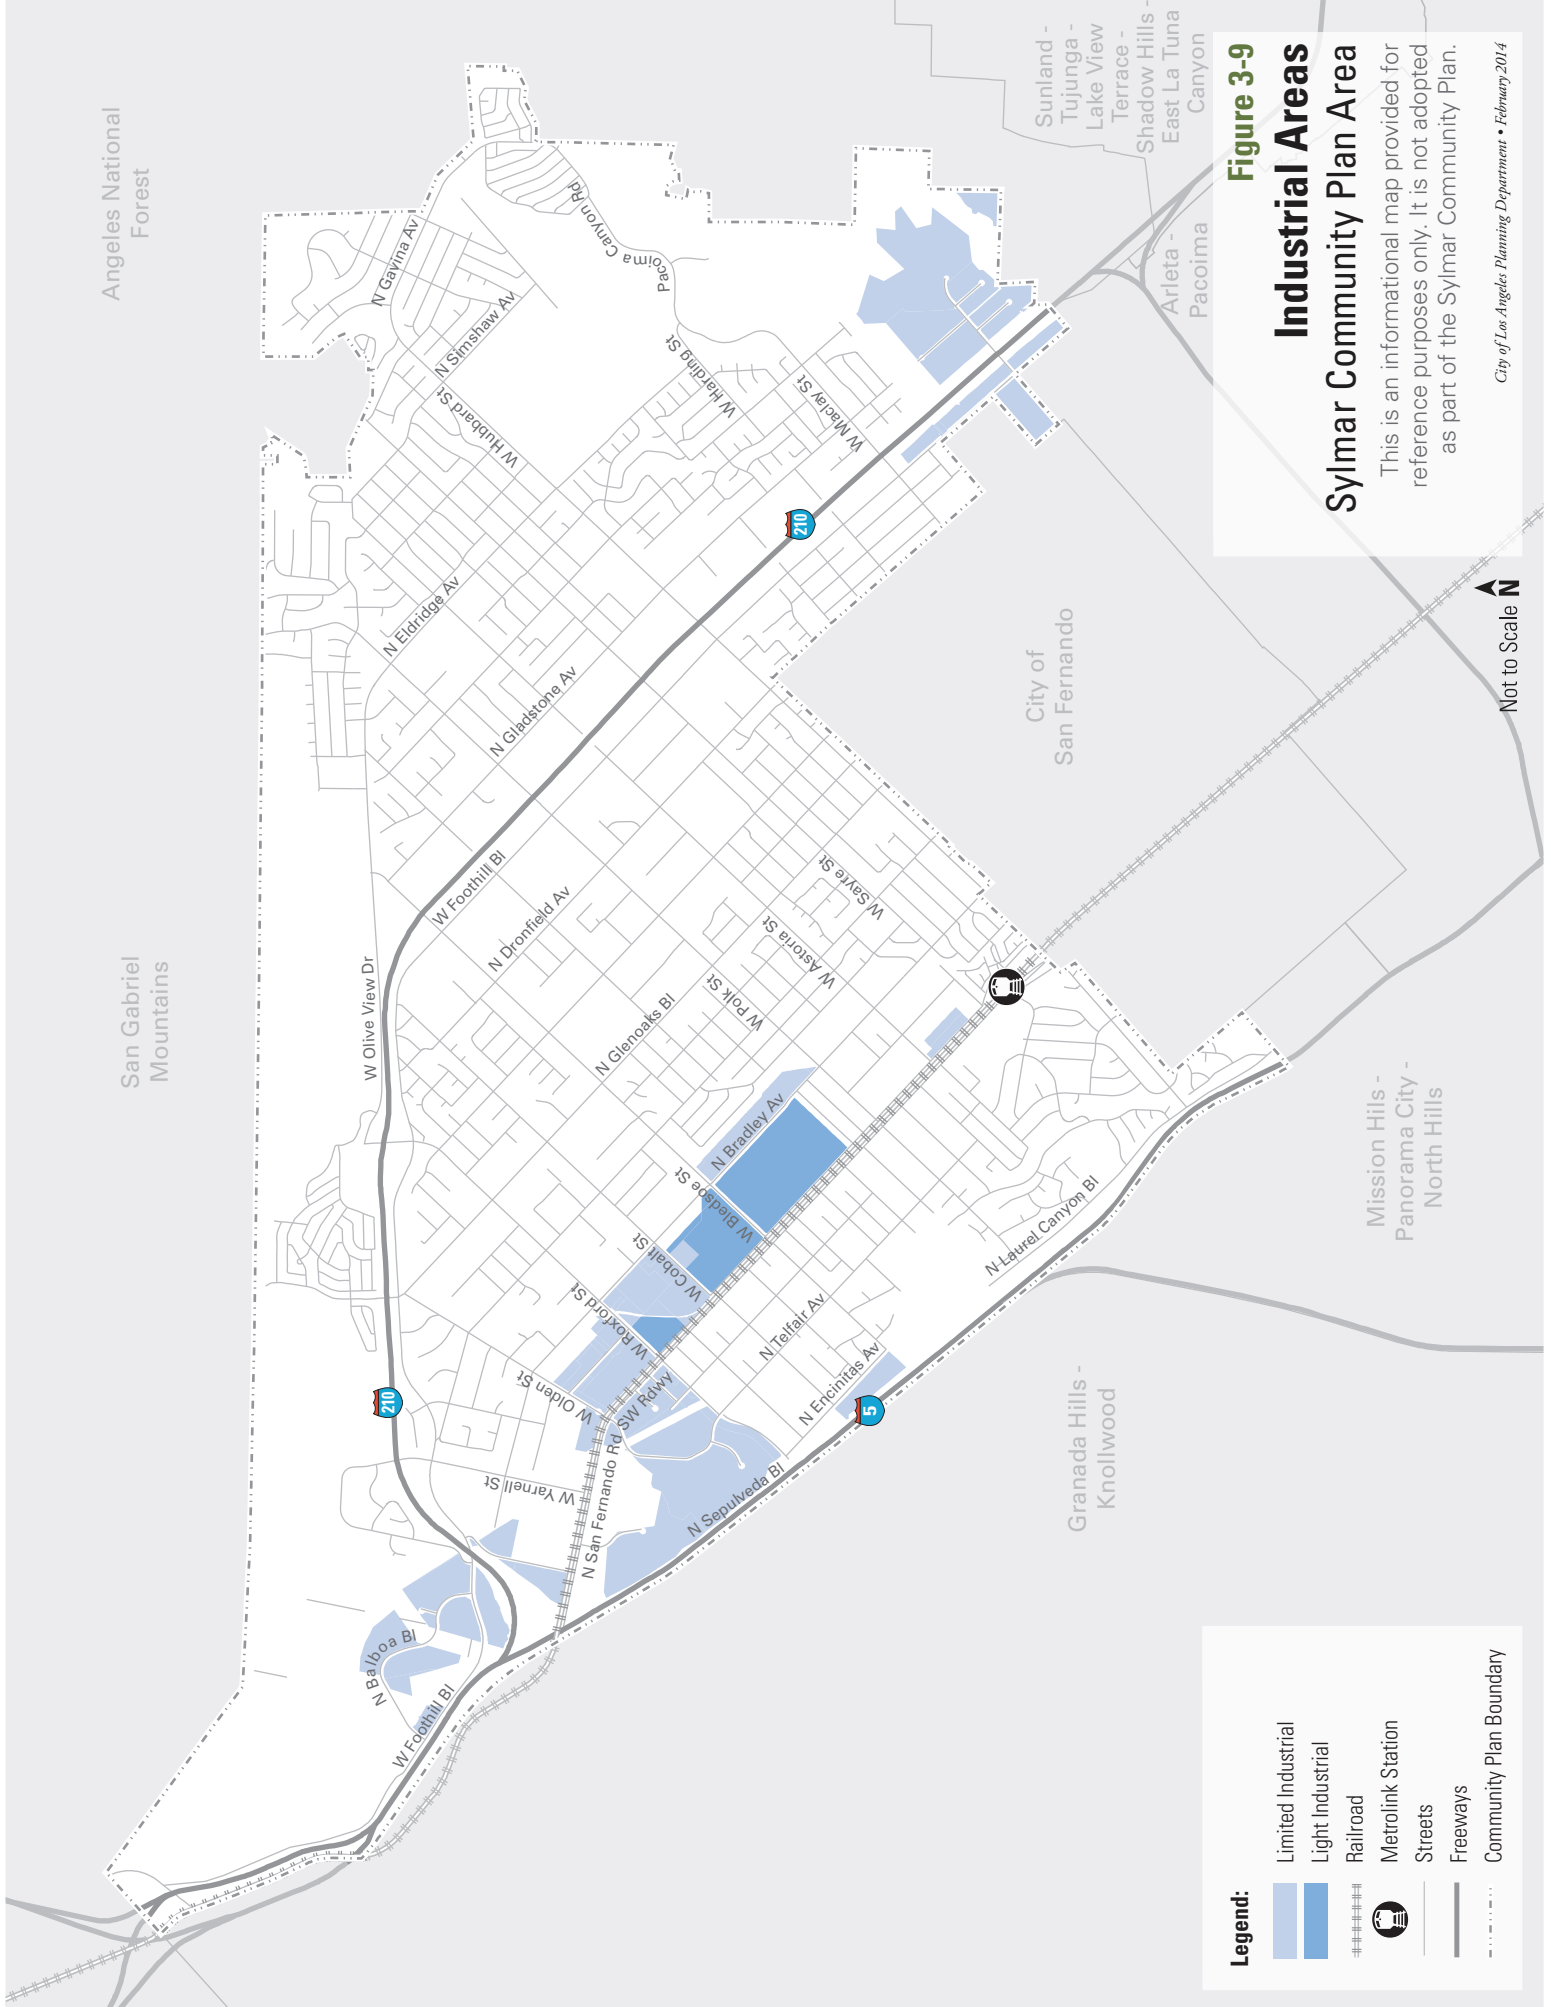 Figure 3-9
Industrial Areas
Sylmar Community Plan Area
This is an informational map provided for
reference purposes only. It is not adopted
as part of the Sylmar Community Plan.
City of Los Angeles Planning Department • February 2014
Angeles National
Forest
San Gabriel
Mountains
Sunland -
Tujunga -
Lake View
Terrace -
Shadow Hills -
East La Tuna
Canyon
Arleta -
Pacoima
City of
San Fernando
Mission Hils -
Panorama City -
North Hills
Granada Hills -
Knollwood
N Gavina Av
N Simshaw Av
W Hubbard St
Pacoima Canyon Rd
W Harding St
W Maclay St
N Eldridge Av
N Gladstone Av
210
W Foothill Bl
N Dronfield Av
W Olive View Dr
N Glenoaks Bl
W Sayre St
W Astoria St
W Polk St
N Bradley Av
W Bledsoe St
W Cobalt St
W Roxford St
W Olden St
SW Rdwy
N San Fernando Rd
W Yarnell St
N Telfair Av
N Encinitas Av
N Laurel Canyon Bl
N Sepulveda Bl
5
210
N Balboa Bl
W Foothill Bl
Not to Scale
N
Legend:
Limited Industrial
Light Industrial
Railroad
Metrolink Station
Streets
Freeways
Community Plan Boundary